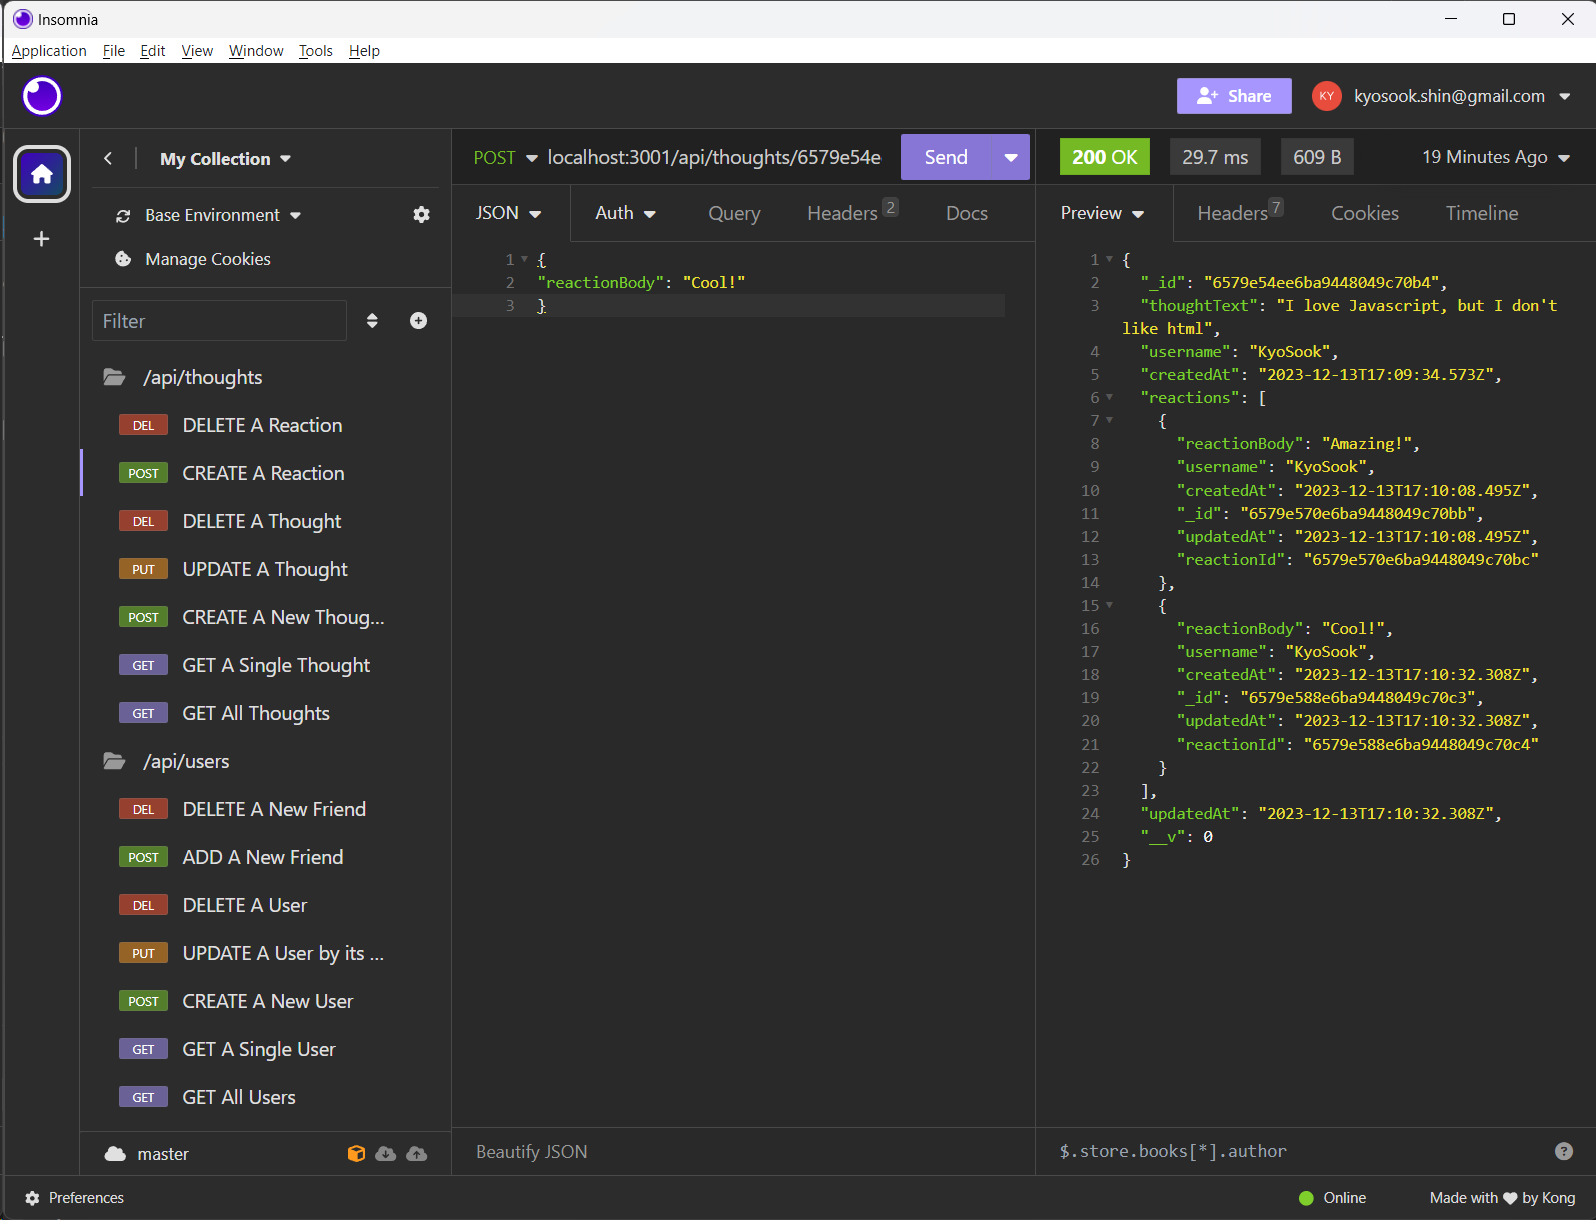 Insomnia
Application File Edit View Window Tools Help
Share
KY
kyosook.shin@gmail.com
My Collection
Base Environment
Manage Cookies
Filter
/api/thoughts
DEL DELETE A Reaction
POST CREATE A Reaction
DEL DELETE A Thought
PUT UPDATE A Thought
POST CREATE A New Thoug...
GET GET A Single Thought
GET GET All Thoughts
/api/users
DEL DELETE A New Friend
POST ADD A New Friend
DEL DELETE A User
PUT UPDATE A User by its ...
POST CREATE A New User
GET GET A Single User
GET GET All Users
master
POST localhost:3001/api/thoughts/6579e54e Send
JSON Auth Query Headers 2 Docs
1 {
2 "reactionBody": "Cool!"
3 }
Beautify JSON
200 OK 29.7 ms 609 B 19 Minutes Ago
Preview Headers 7 Cookies Timeline
1 {
2 "_id": "6579e54ee6ba9448049c70b4",
3 "thoughtText": "I love Javascript, but I don't
like html",
4 "username": "KyoSook",
5 "createdAt": "2023-12-13T17:09:34.573Z",
6 "reactions": [
7 {
8 "reactionBody": "Amazing!",
9 "username": "KyoSook",
10 "createdAt": "2023-12-13T17:10:08.495Z",
11 "_id": "6579e570e6ba9448049c70bb",
12 "updatedAt": "2023-12-13T17:10:08.495Z",
13 "reactionId": "6579e570e6ba9448049c70bc"
14 },
15 {
16 "reactionBody": "Cool!",
17 "username": "KyoSook",
18 "createdAt": "2023-12-13T17:10:32.308Z",
19 "_id": "6579e588e6ba9448049c70c3",
20 "updatedAt": "2023-12-13T17:10:32.308Z",
21 "reactionId": "6579e588e6ba9448049c70c4"
22 }
23 ],
24 "updatedAt": "2023-12-13T17:10:32.308Z",
25 "__v": 0
26 }
$.store.books[*].author
Preferences
Online
Made with ♥ by Kong